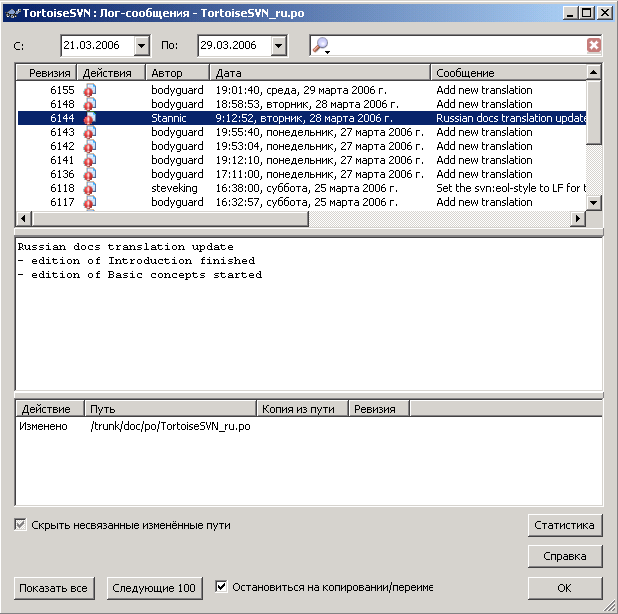 TortoiseSVN : Лог-сообщения - TortoiseSVN_ru.po
С: 21.03.2006 По: 29.03.2006
Ревизия Действия Автор Дата Сообщение
6155 bodyguard 19:01:40, среда, 29 марта 2006 г. Add new translation
6148 bodyguard 18:58:53, вторник, 28 марта 2006 г. Add new translation
6144 Stannic 9:12:52, вторник, 28 марта 2006 г. Russian docs translation update
6143 bodyguard 19:55:40, понедельник, 27 марта 2006 г. Add new translation
6142 bodyguard 19:53:04, понедельник, 27 марта 2006 г. Add new translation
6141 bodyguard 19:12:10, понедельник, 27 марта 2006 г. Add new translation
6136 bodyguard 17:11:00, понедельник, 27 марта 2006 г. Add new translation
6118 steveking 16:38:00, суббота, 25 марта 2006 г. Set the svn:eol-style to LF for t
6117 bodyguard 16:32:57, суббота, 25 марта 2006 г. Add new translation
Russian docs translation update
- edition of Introduction finished
- edition of Basic concepts started
Действие Путь Копия из пути Ревизия
Изменено /trunk/doc/po/TortoiseSVN_ru.po
Скрыть несвязанные изменённые пути
Статистика
Справка
Показать все Следующие 100 Остановиться на копировании/переиме OK